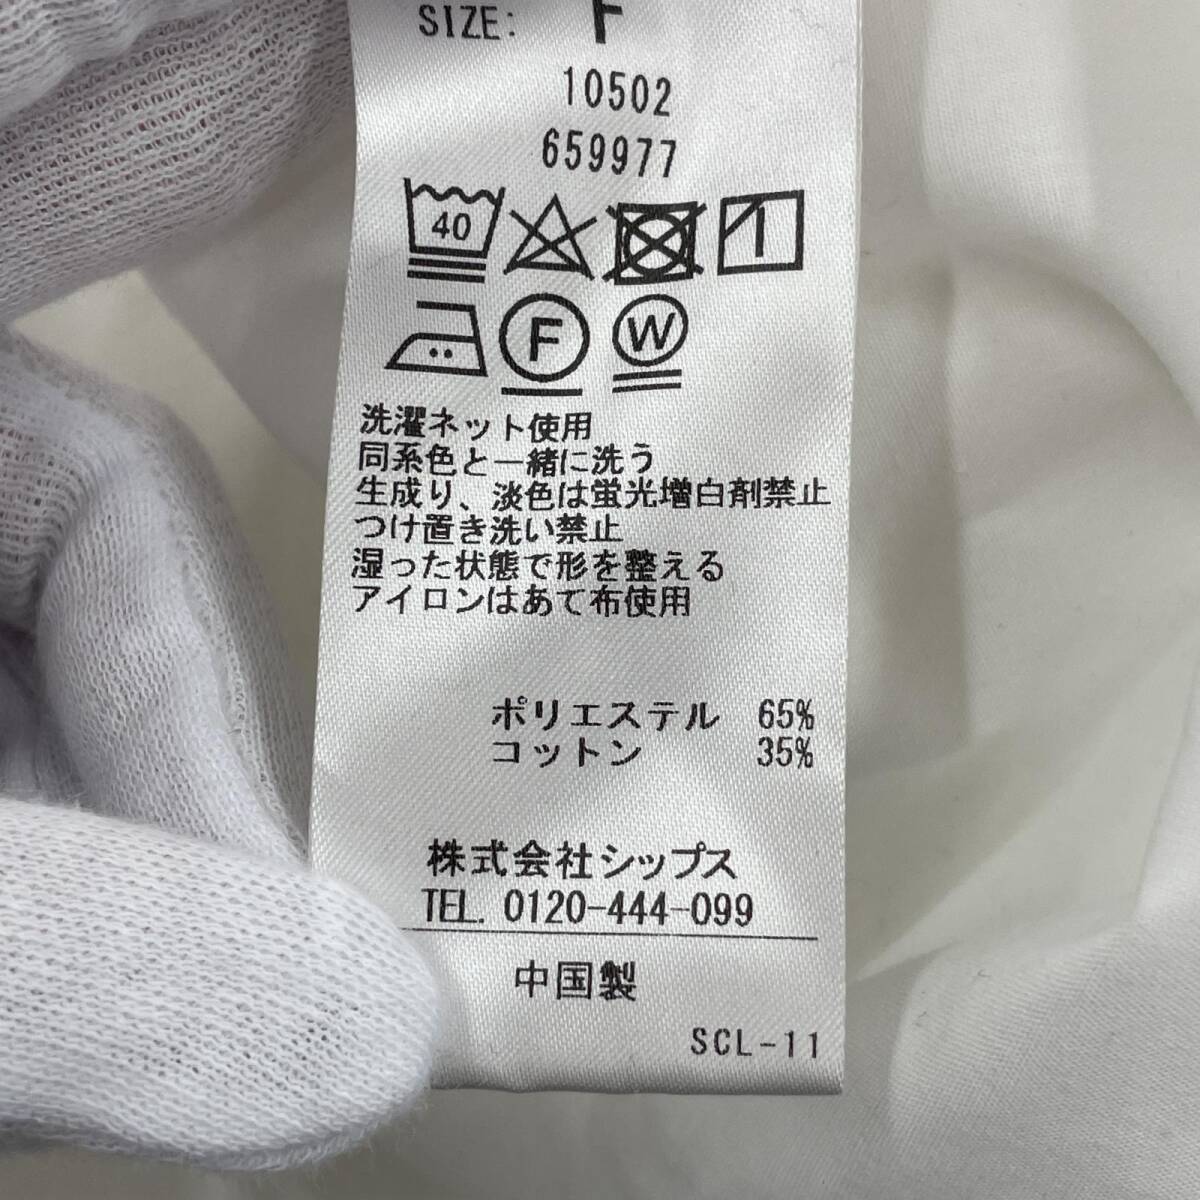 SIZE: F
10502
659977
40
F W
洗濯ネット使用
同系色と一緒に洗う
生成り、淡色は蛍光増白剤禁止
つけ置き洗い禁止
湿った状態で形を整える
アイロンはあて布使用
ポリエステル 65%
コットン 35%
株式会社シップス
TEL. 0120-444-099
中国製
SCL-11